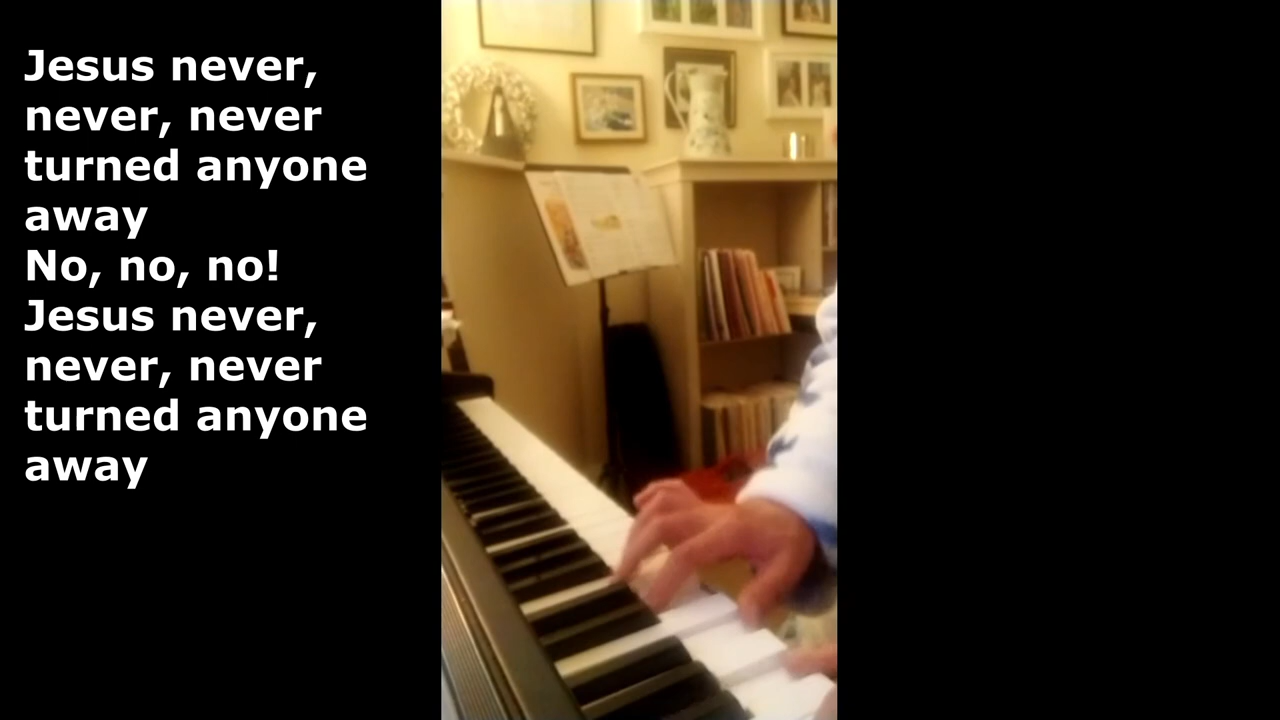 Jesus never,
never, never
turned anyone
away
No, no, no!
Jesus never,
never, never
turned anyone
away